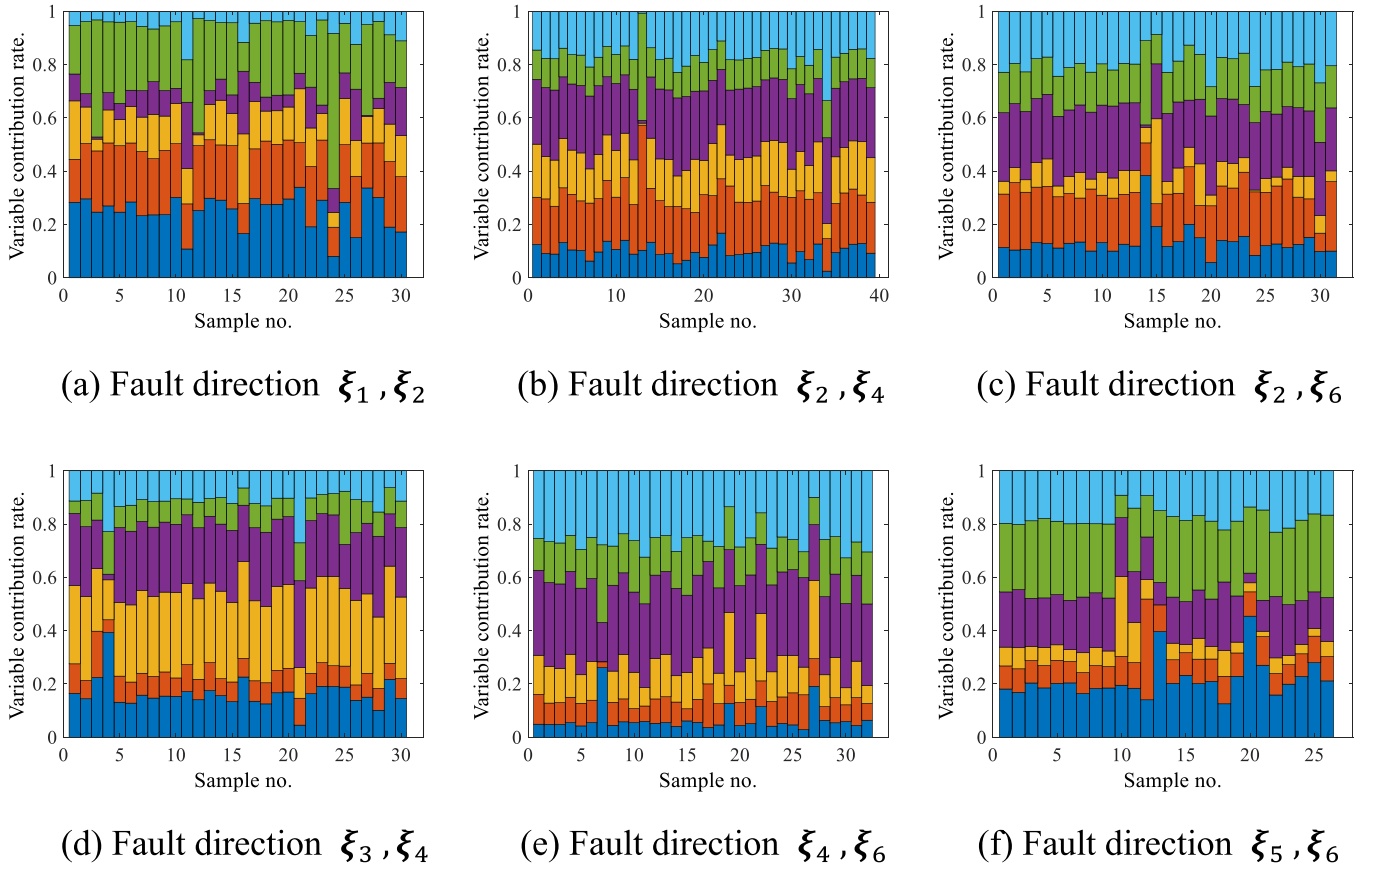 Variable contribution rate.
1
0.8
0.6
0.4
0.2
0
0 5 10 15 20 25 30
Sample no.
(a) Fault direction ξ₁ , ξ₂
Variable contribution rate.
1
0.8
0.6
0.4
0.2
0
0 10 20 30 40
Sample no.
(b) Fault direction ξ₂ , ξ₄
Variable contribution rate.
1
0.8
0.6
0.4
0.2
0
0 5 10 15 20 25 30
Sample no.
(c) Fault direction ξ₂ , ξ₆
Variable contribution rate.
1
0.8
0.6
0.4
0.2
0
0 5 10 15 20 25 30
Sample no.
(d) Fault direction ξ₃ , ξ₄
Variable contribution rate.
1
0.8
0.6
0.4
0.2
0
0 5 10 15 20 25 30
Sample no.
(e) Fault direction ξ₄ , ξ₆
Variable contribution rate.
1
0.8
0.6
0.4
0.2
0
0 5 10 15 20 25
Sample no.
(f) Fault direction ξ₅ , ξ₆